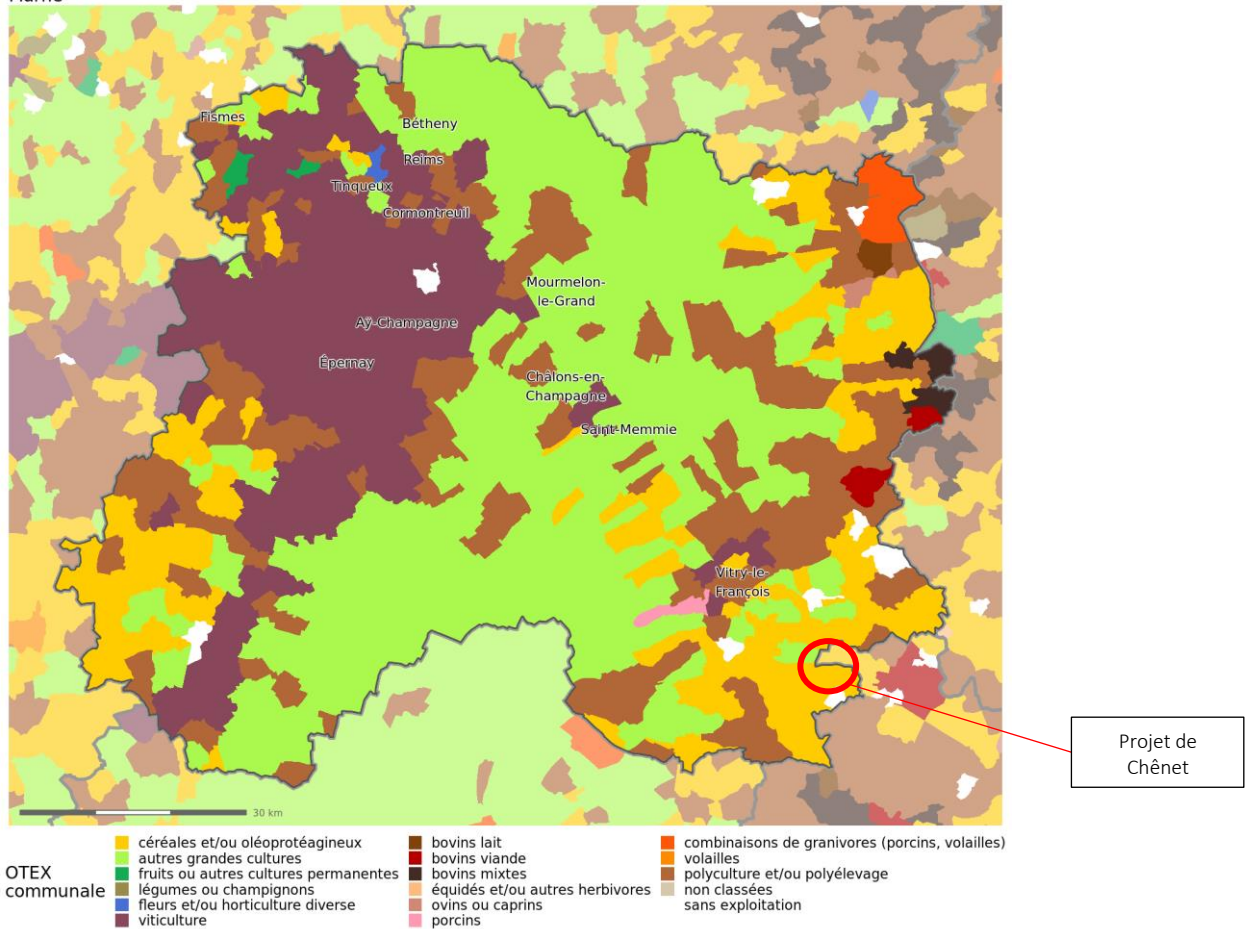 Fismes
Bétheny
Reims
Tinqueux
Cormontreuil
Mourmelon-
le-Grand
Aÿ-Champagne
Épernay
Châlons-en-
Champagne
Saint-Memmie
Vitry-le-
François
Projet de
Chênet
30 km
OTEX
communale
céréales et/ou oléoprotéagineux
autres grandes cultures
fruits ou autres cultures permanentes
légumes ou champignons
fleurs et/ou horticulture diverse
viticulture
bovins lait
bovins viande
bovins mixtes
équidés et/ou autres herbivores
ovins ou caprins
porcins
combinaisons de granivores (porcins, volailles)
volailles
polyculture et/ou polyélevage
non classées
sans exploitation